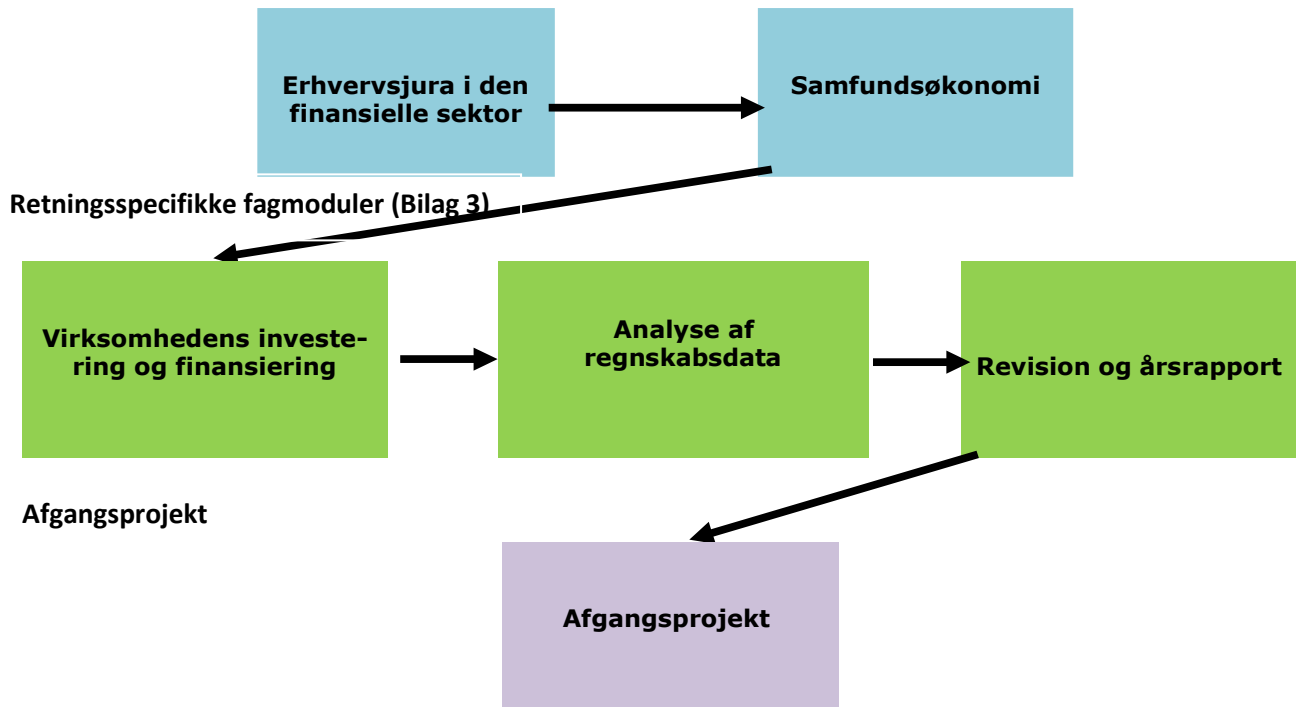 Erhvervsjura i den
finansielle sektor
Samfundsøkonomi
Retningsspecifikke fagmoduler (Bilag 3)
Virksomhedens investe-
ring og finansiering
Analyse af
regnskabsdata
Revision og årsrapport
Afgangsprojekt
Afgangsprojekt